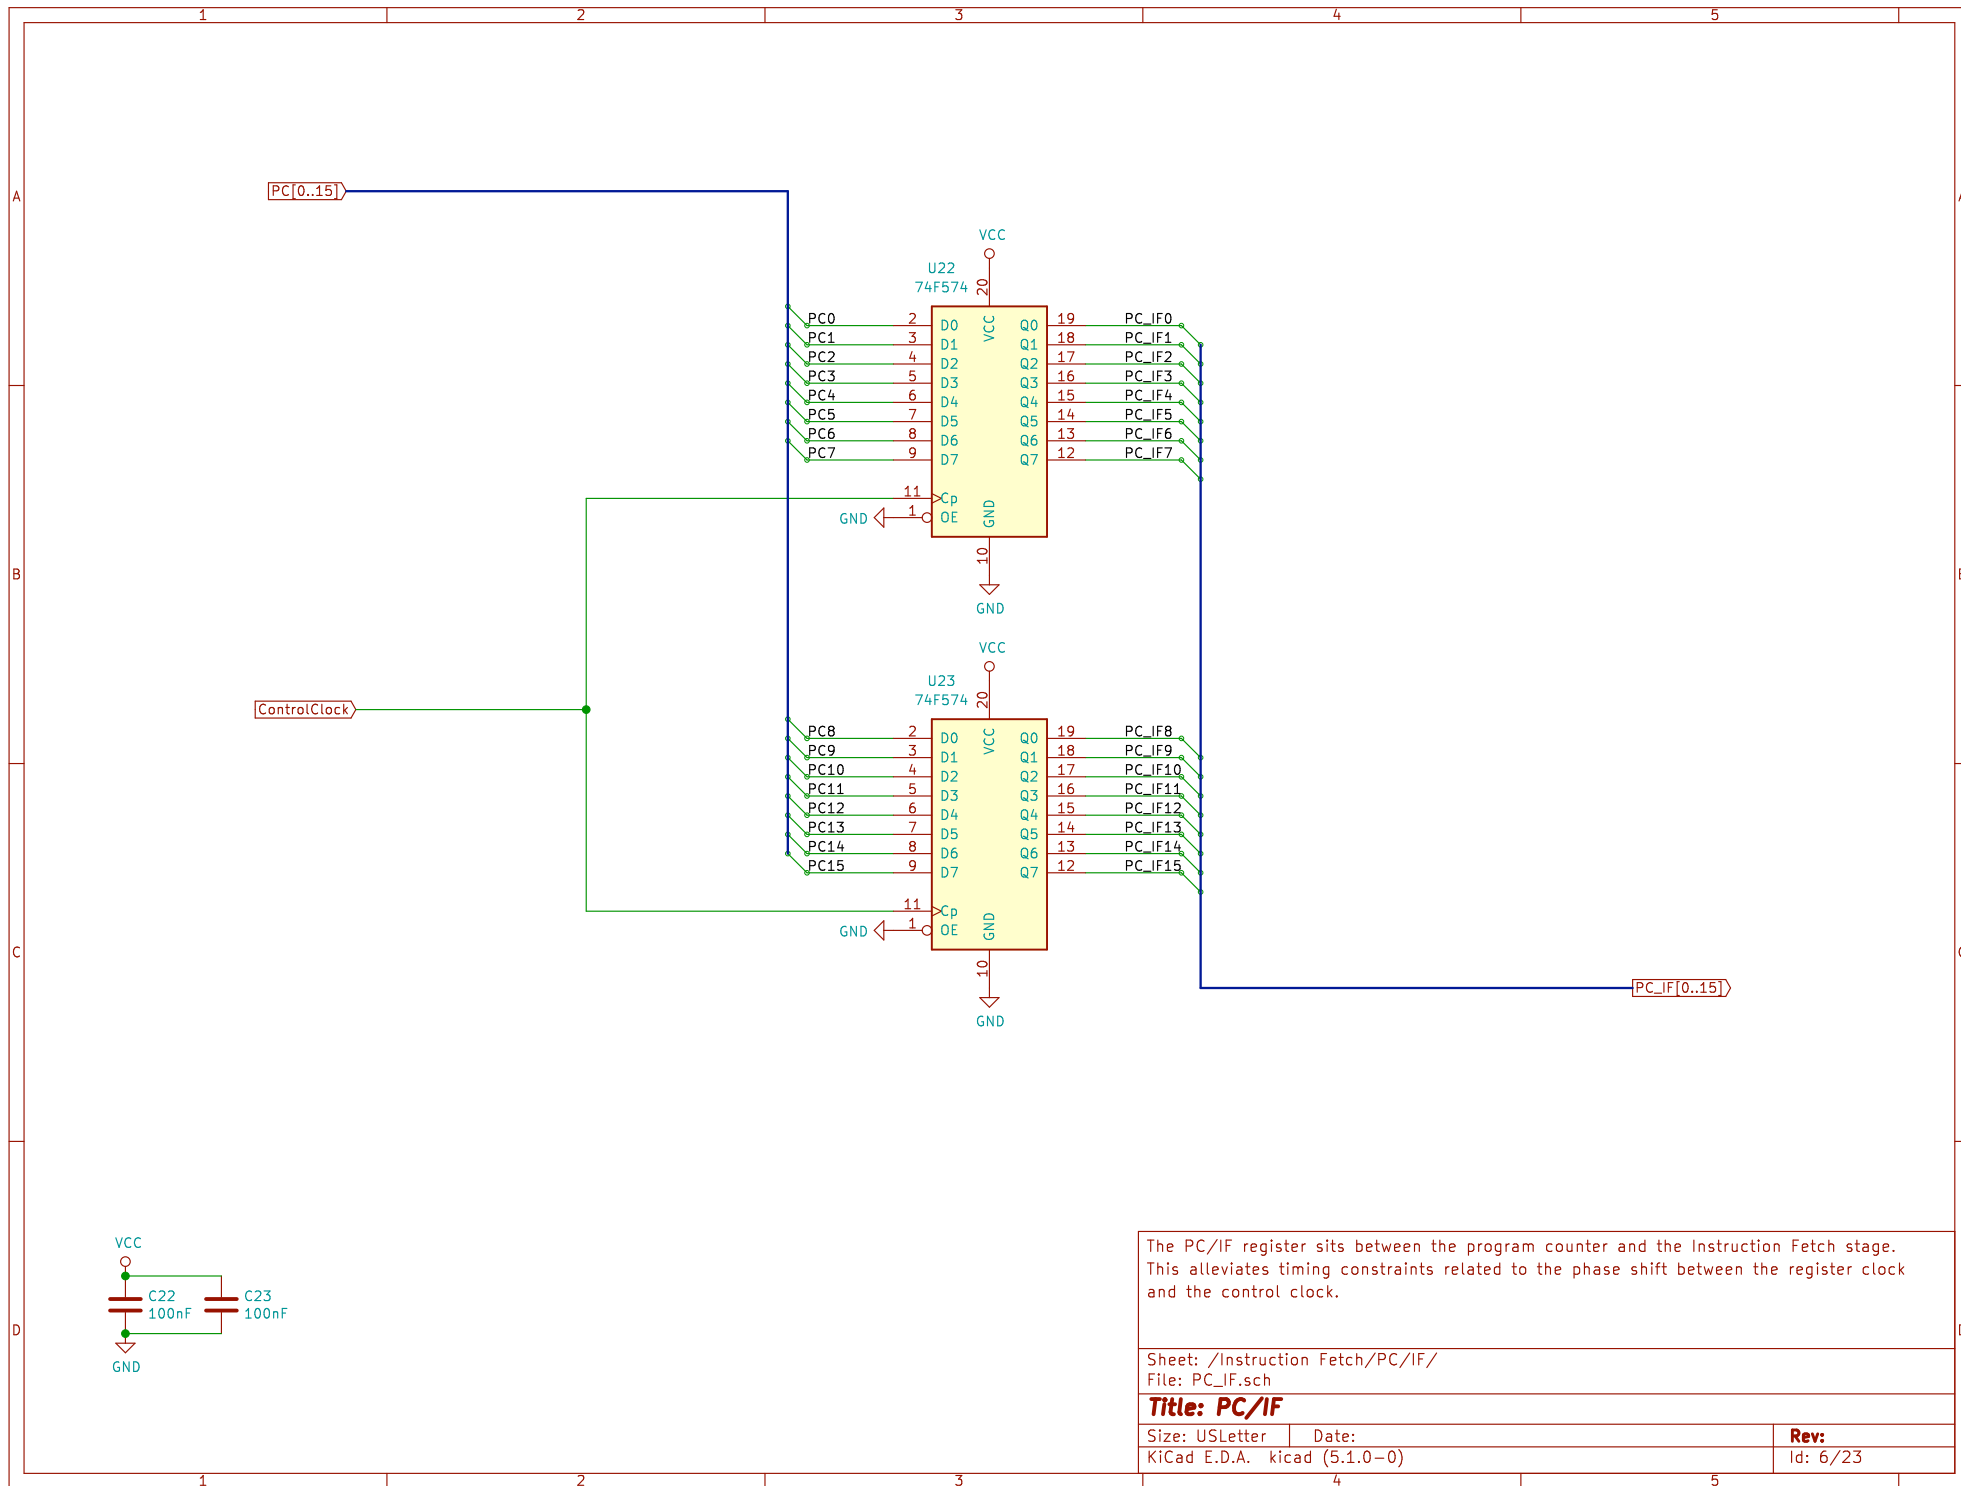 1 2 3 4 5
A
PC[0..15]
VCC
U22
74F574
20
VCC
PC0 2 D0 Q0 19 PC_IF0
PC1 3 D1 Q1 18 PC_IF1
PC2 4 D2 Q2 17 PC_IF2
PC3 5 D3 Q3 16 PC_IF3
PC4 6 D4 Q4 15 PC_IF4
PC5 7 D5 Q5 14 PC_IF5
PC6 8 D6 Q6 13 PC_IF6
PC7 9 D7 Q7 12 PC_IF7
11 Cp
GND 1 OE GND
10
B
GND
VCC
U23
74F574
20
ControlClock
VCC
PC8 2 D0 Q0 19 PC_IF8
PC9 3 D1 Q1 18 PC_IF9
PC10 4 D2 Q2 17 PC_IF10
PC11 5 D3 Q3 16 PC_IF11
PC12 6 D4 Q4 15 PC_IF12
PC13 7 D5 Q5 14 PC_IF13
PC14 8 D6 Q6 13 PC_IF14
PC15 9 D7 Q7 12 PC_IF15
11 Cp
GND 1 OE GND
C
10
PC_IF[0..15]
GND
VCC
C22 C23
100nF 100nF
D
GND
The PC/IF register sits between the program counter and the Instruction Fetch stage.
This alleviates timing constraints related to the phase shift between the register clock
and the control clock.
Sheet: /Instruction Fetch/PC/IF/
File: PC_IF.sch
Title: PC/IF
Size: USLetter Date: Rev:
KiCad E.D.A. kicad (5.1.0-0) Id: 6/23
1 2 3 4 5